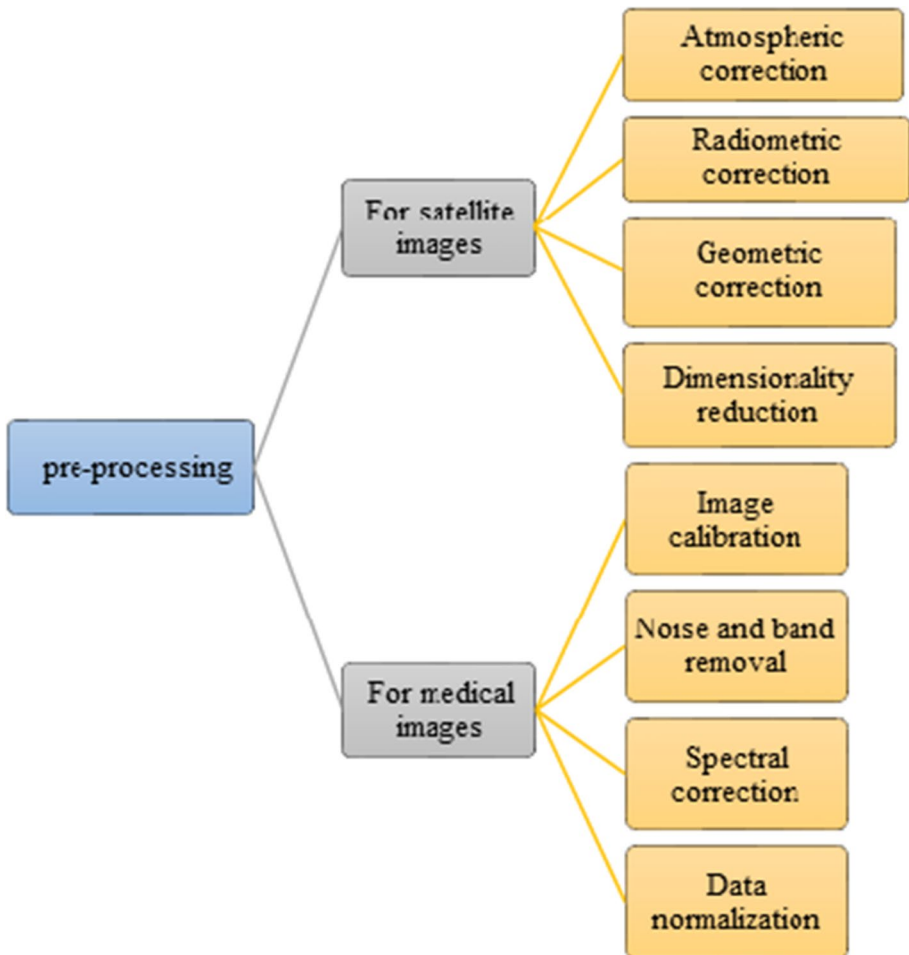 Atmospheric
correction
Radiometric
correction
For satellite
images
Geometric
correction
Dimensionality
reduction
pre-processing
Image
calibration
Noise and band
removal
For medical
images
Spectral
correction
Data
normalization